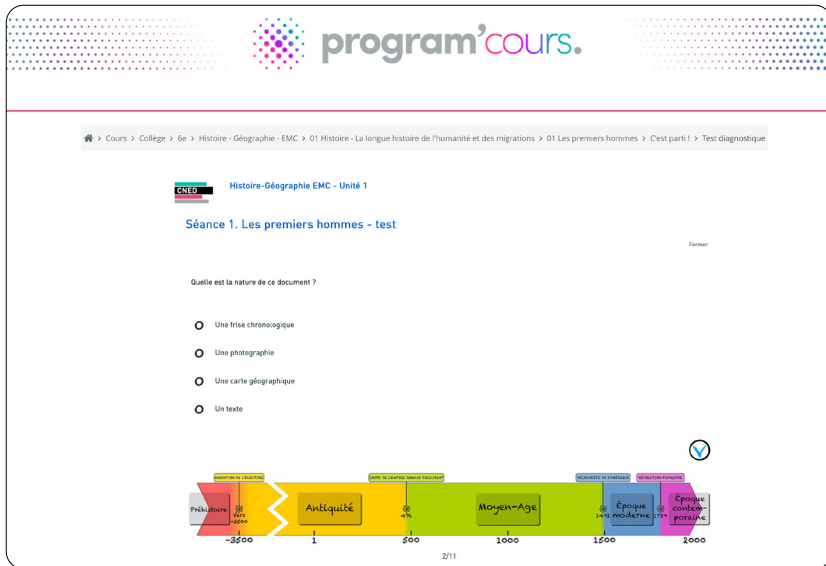 program'cours.
> Cours > Collège > 6e > Histoire - Géographie - EMC > 01 Histoire - La longue histoire de l'humanité et des migrations > 01 Les premiers hommes > C'est parti ! > Test diagnostique
CNED
Histoire-Géographie EMC - Unité 1
Séance 1. Les premiers hommes - test
Fermer
Quelle est la nature de ce document ?
Une frise chronologique
Une photographie
Une carte géographique
Un texte
INVENTION DE L'ÉCRITURE
CHUTE DE L'EMPIRE ROMAIN D'OCCIDENT
DÉCOUVERTE DE L'AMÉRIQUE
RÉVOLUTION FRANÇAISE
Préhistoire
Vers
-3500
Antiquité
476
Moyen-Age
1492
Époque
moderne
1789
Époque
contem-
poraine
-3500 1 500 1000 1500 2000
2/11